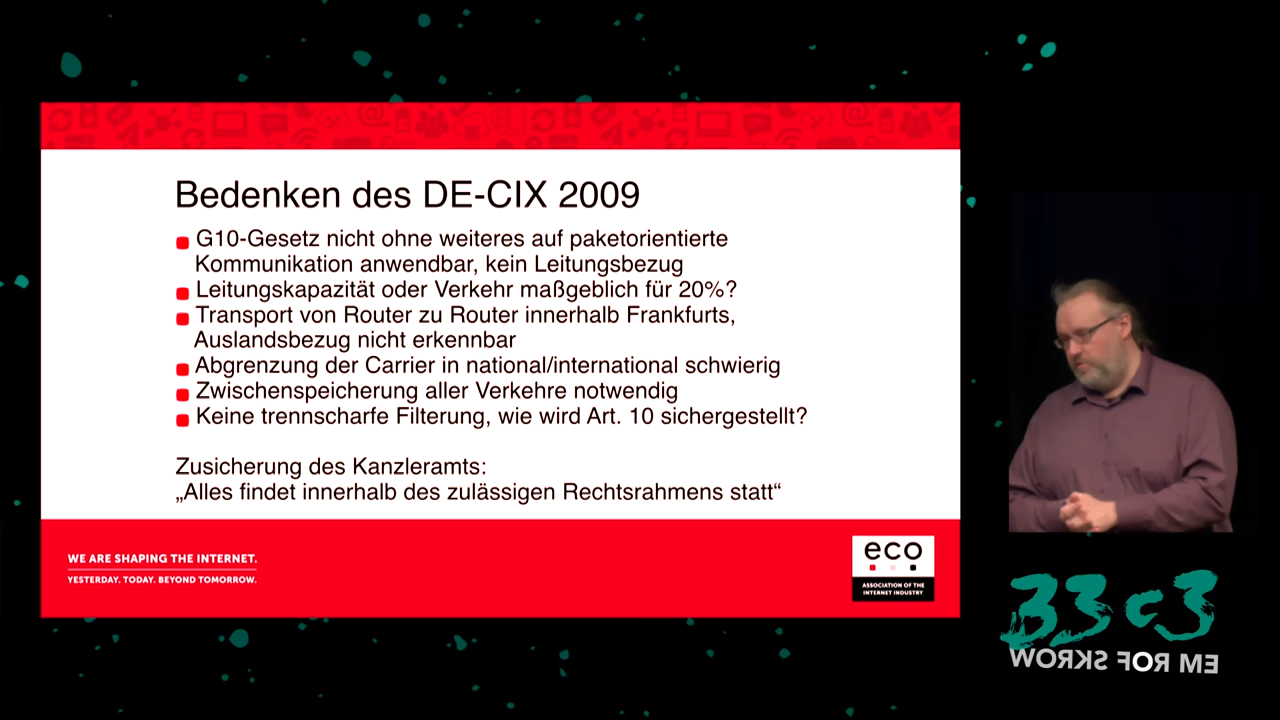 Bedenken des DE-CIX 2009
G10-Gesetz nicht ohne weiteres auf paketorientierte
Kommunikation anwendbar, kein Leitungsbezug
Leitungskapazität oder Verkehr maßgeblich für 20%?
Transport von Router zu Router innerhalb Frankfurts,
Auslandsbezug nicht erkennbar
Abgrenzung der Carrier in national/international schwierig
Zwischenspeicherung aller Verkehre notwendig
Keine trennscharfe Filterung, wie wird Art. 10 sichergestellt?
Zusicherung des Kanzleramts:
„Alles findet innerhalb des zulässigen Rechtsrahmens statt“
WE ARE SHAPING THE INTERNET.
YESTERDAY. TODAY. BEYOND TOMORROW.
eco
ASSOCIATION OF THE
INTERNET INDUSTRY
33c3
WORKS FOR ME